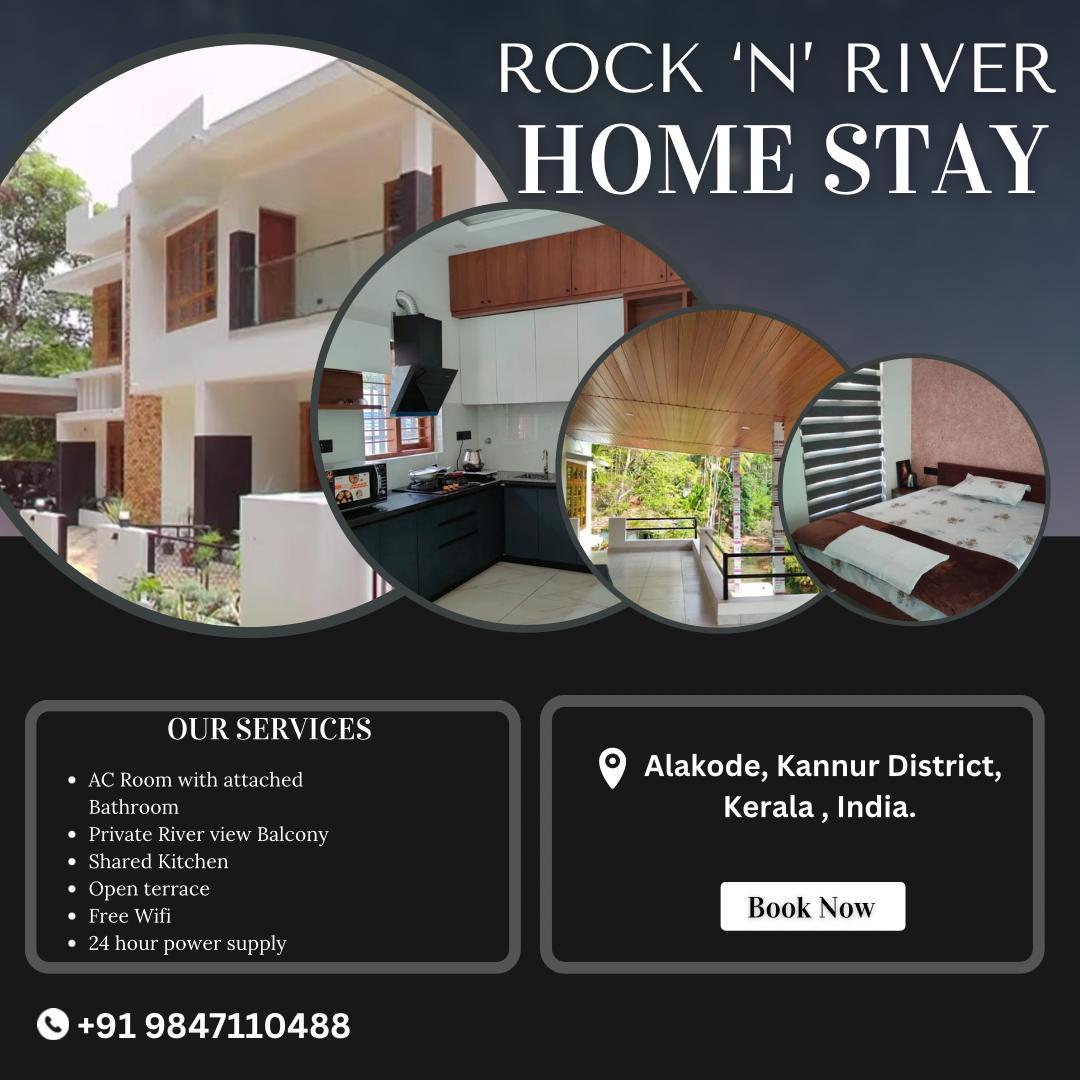 ROCK ‘N’ RIVER
HOME STAY
OUR SERVICES
• AC Room with attached
Bathroom
• Private River view Balcony
• Shared Kitchen
• Open terrace
• Free Wifi
• 24 hour power supply
Alakode, Kannur District,
Kerala , India.
Book Now
+91 9847110488